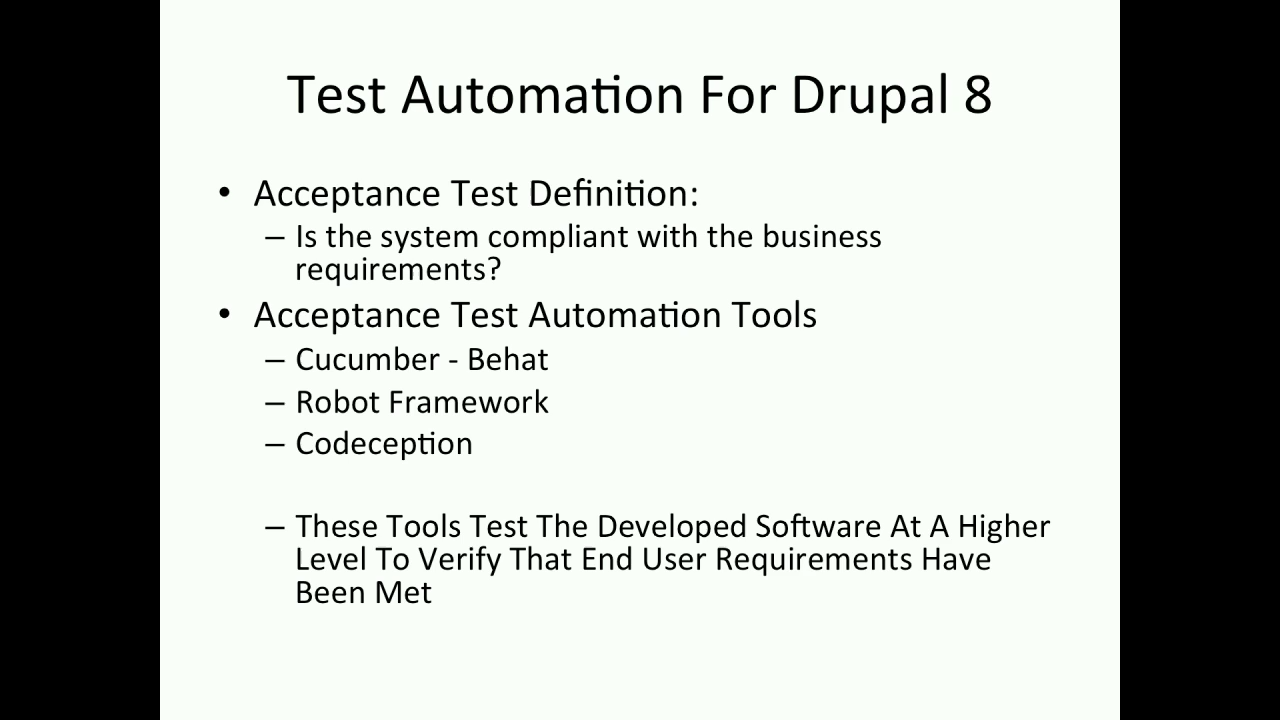 Test Automation For Drupal 8
• Acceptance Test Definition:
– Is the system compliant with the business
requirements?
• Acceptance Test Automation Tools
– Cucumber - Behat
– Robot Framework
– Codeception
– These Tools Test The Developed Software At A Higher
Level To Verify That End User Requirements Have
Been Met